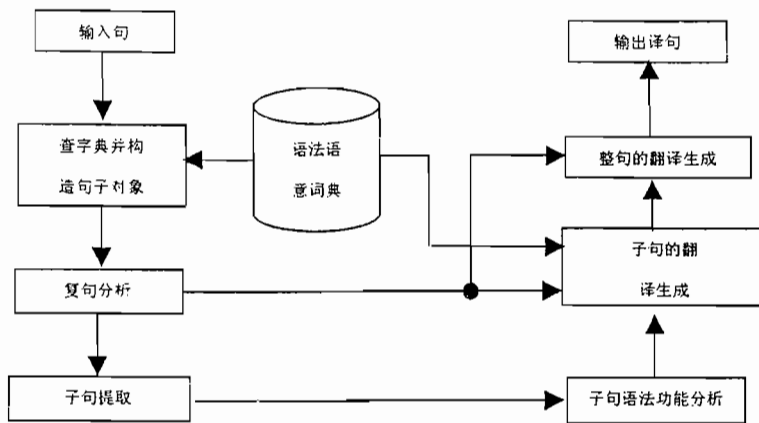 输入句
输出译句
查字典并构
造句子对象
语法语
意词典
整句的翻译生成
子句的翻
译生成
复句分析
子句提取
子句语法功能分析